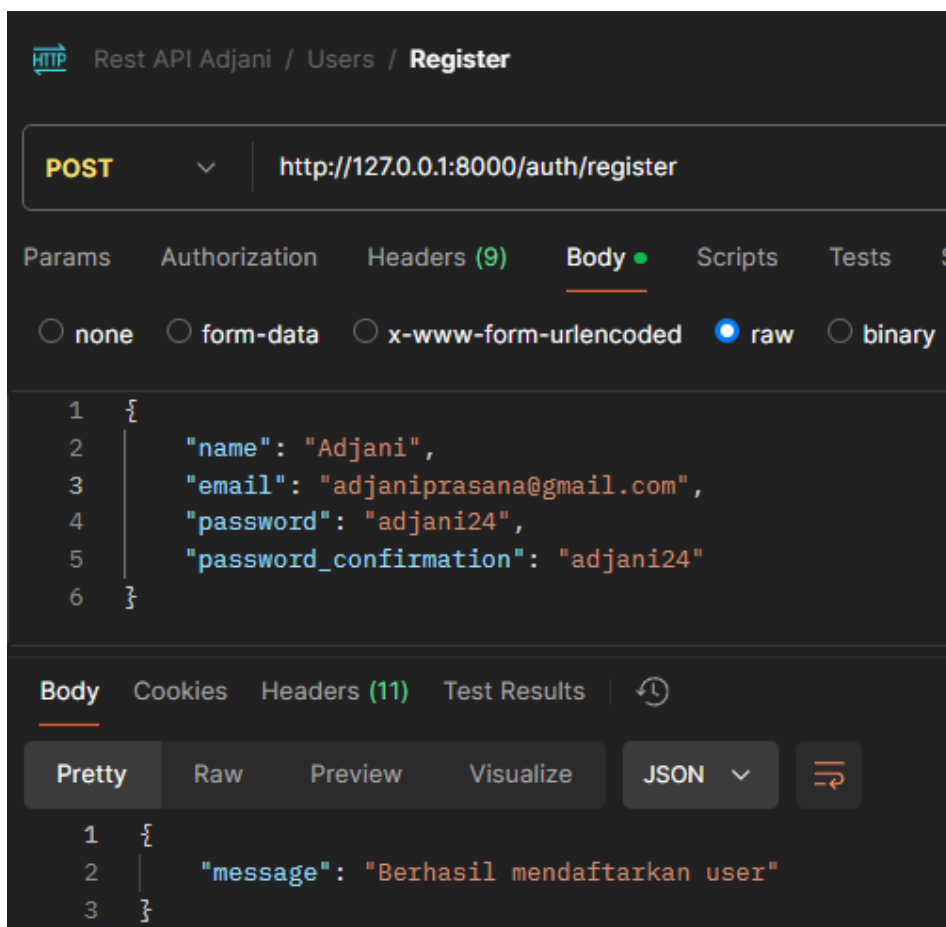 HTTP Rest API Adjani / Users / Register
POST http://127.0.0.1:8000/auth/register
Params Authorization Headers (9) Body Scripts Tests
none form-data x-www-form-urlencoded raw binary
1 {
2 "name": "Adjani",
3 "email": "adjaniprasana@gmail.com",
4 "password": "adjani24",
5 "password_confirmation": "adjani24"
6 }
Body Cookies Headers (11) Test Results
Pretty Raw Preview Visualize JSON
1 {
2 "message": "Berhasil mendaftarkan user"
3 }